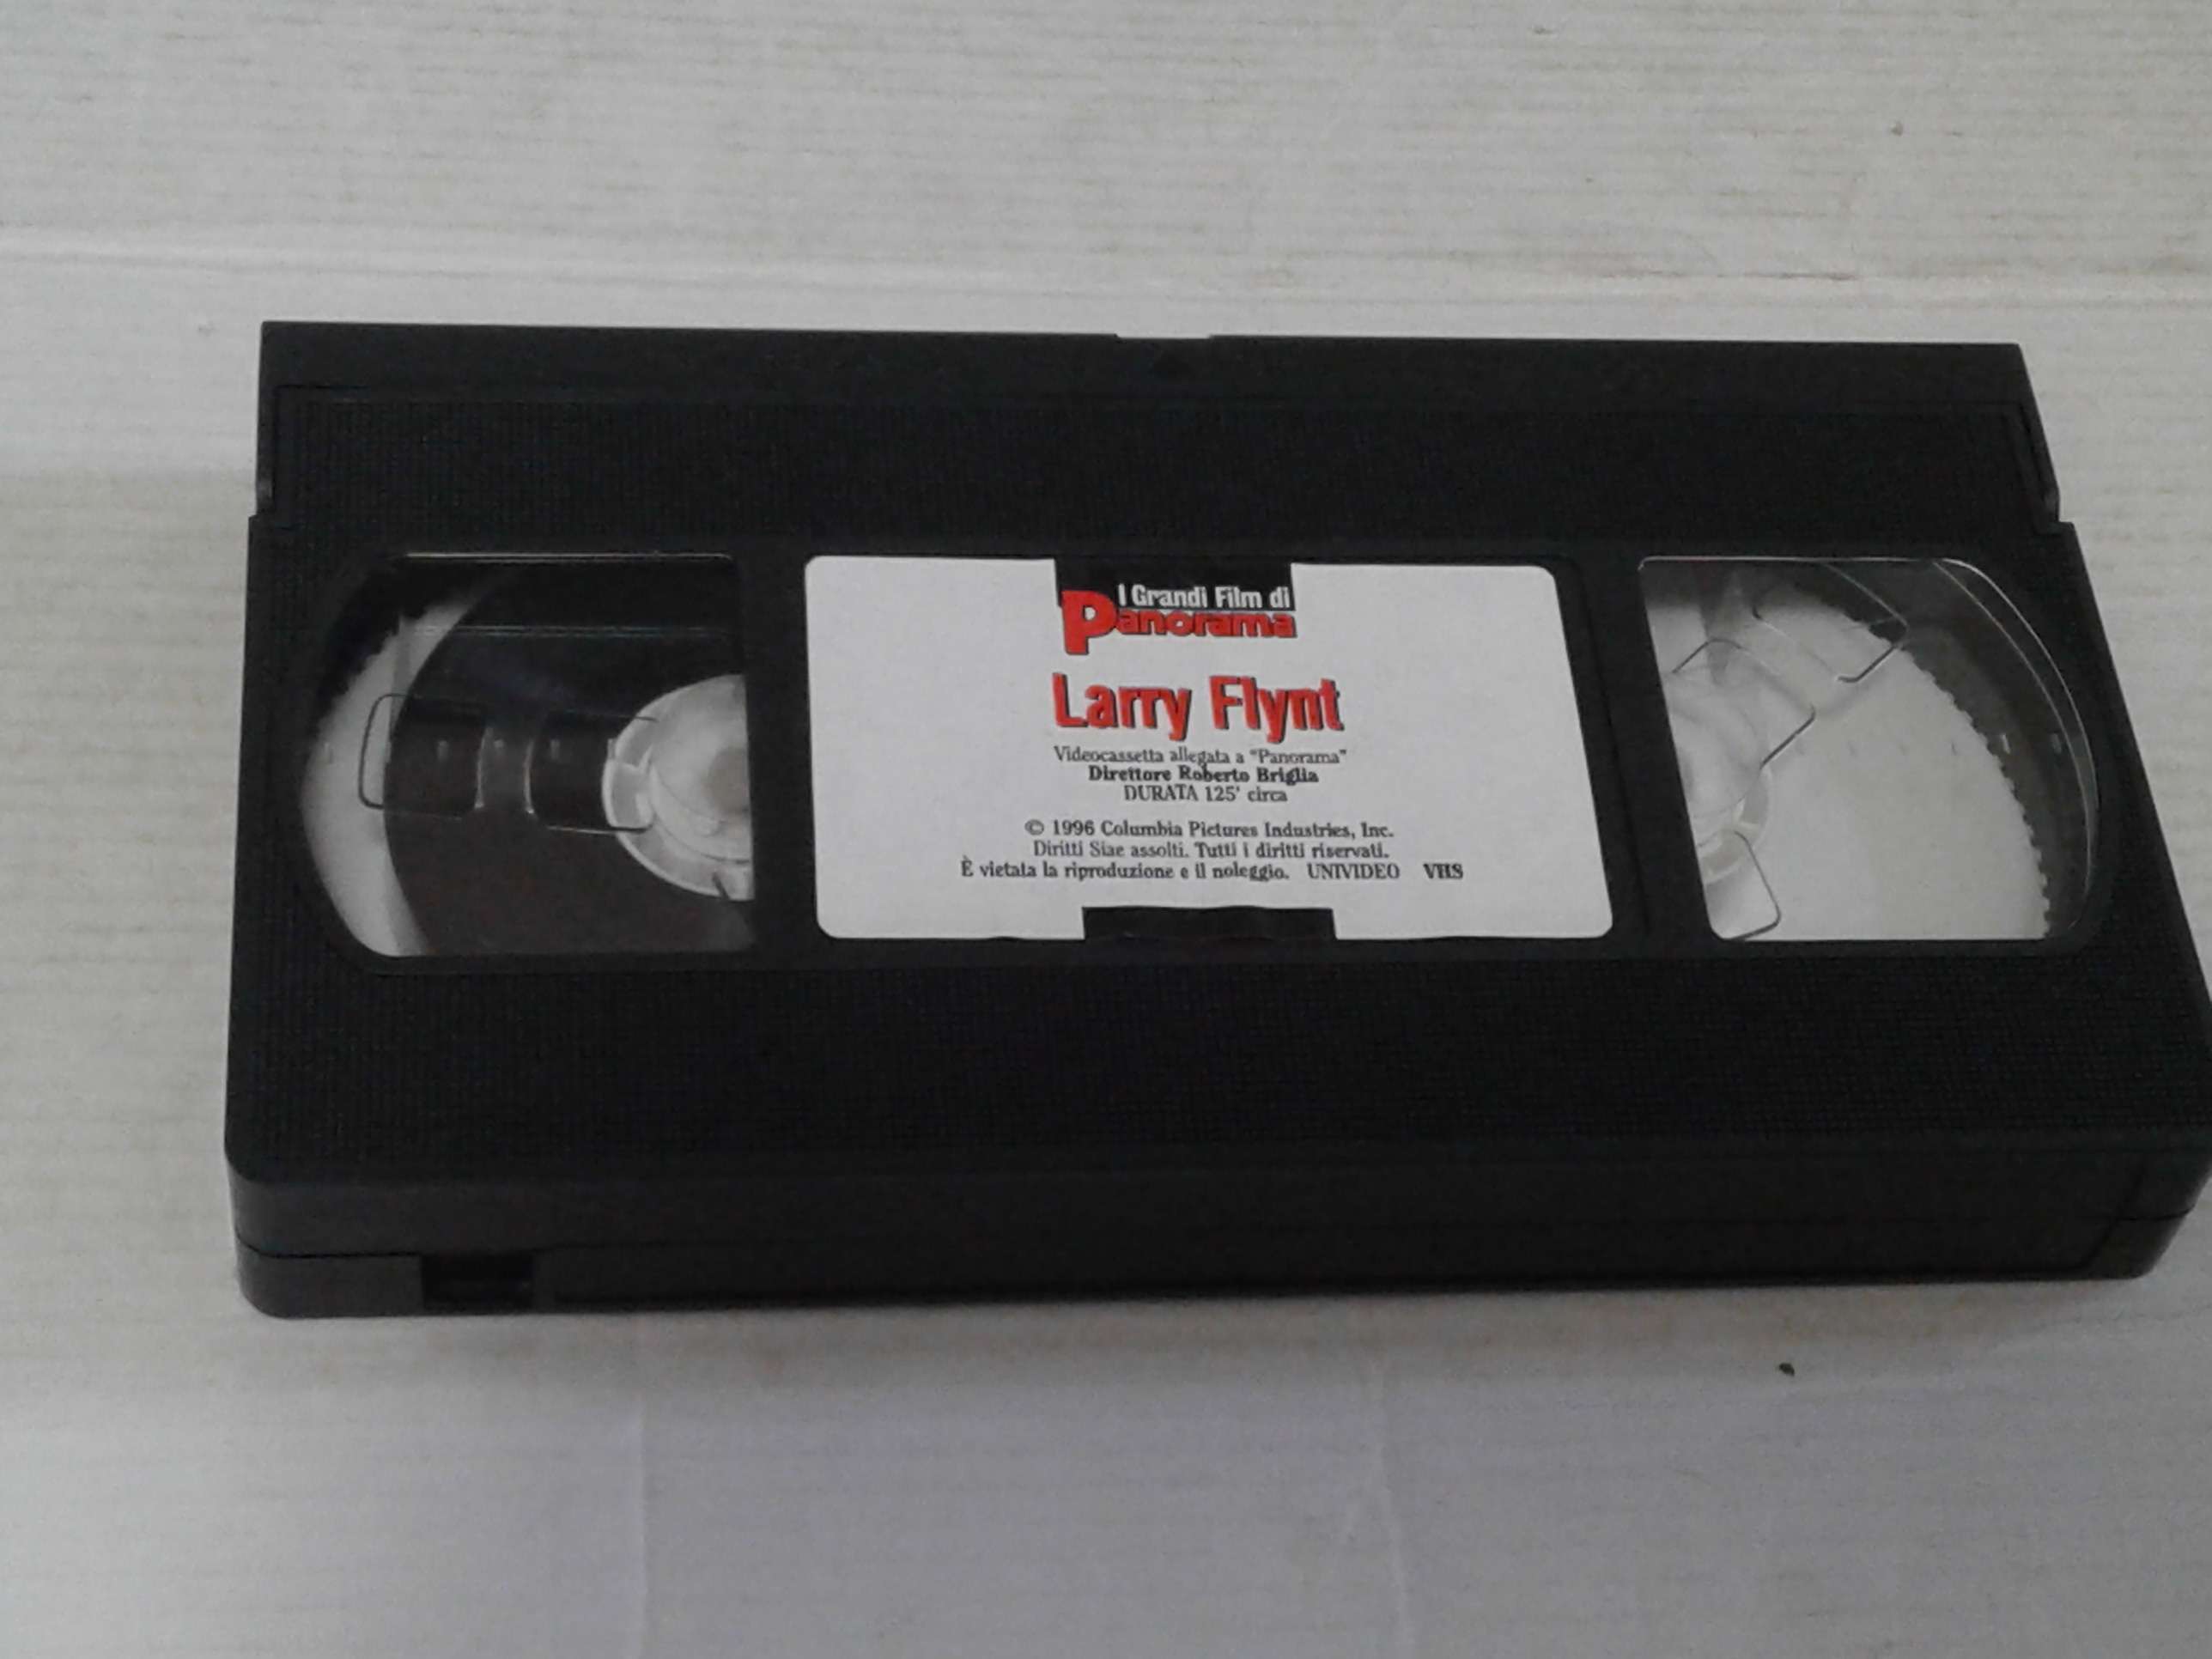 I Grandi Film di
Panorama
Larry Flynt
Videocassetta allegata a "Panorama"
Direttore Roberto Briglia
DURATA 125' circa
© 1996 Columbia Pictures Industries, Inc.
Diritti Siae assolti. Tutti i diritti riservati.
È vietata la riproduzione e il noleggio. UNIVIDEO VHS